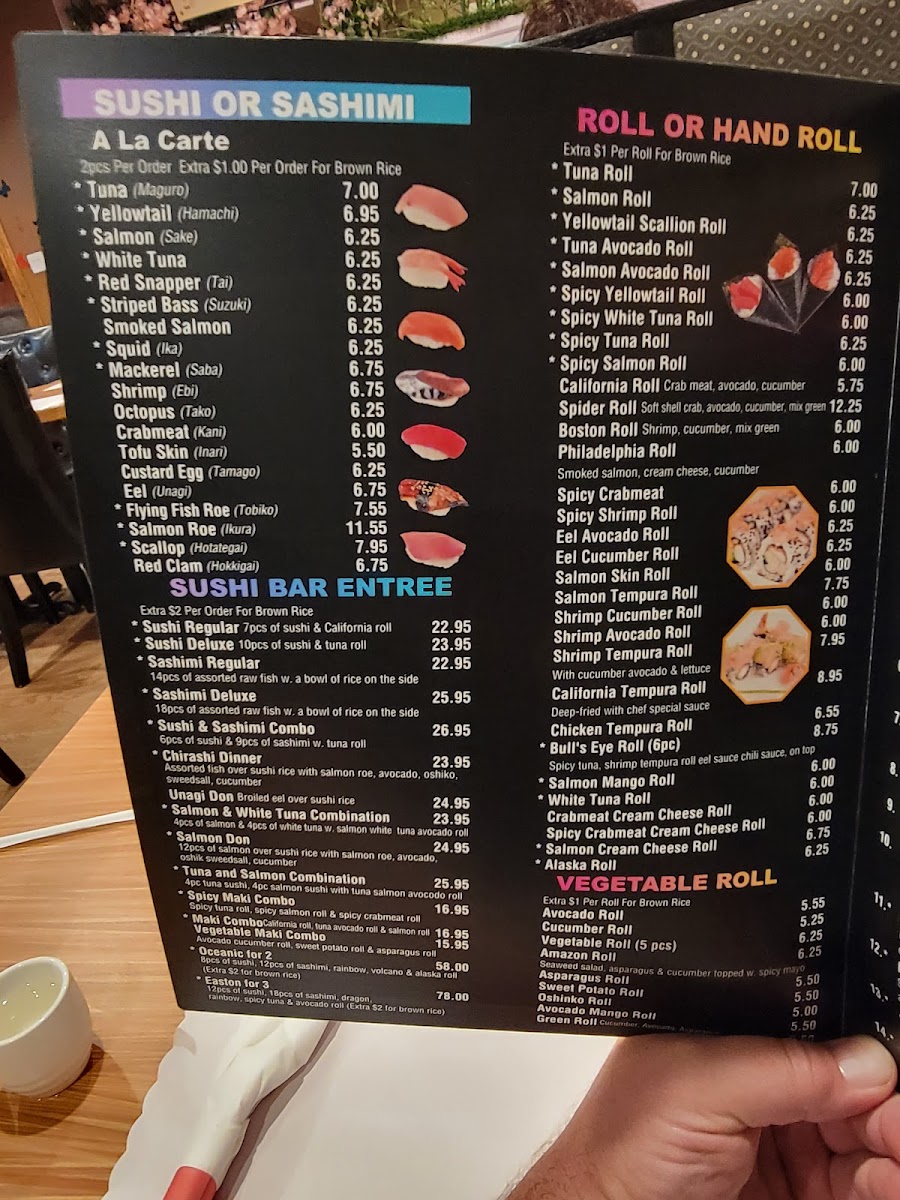 SUSHI OR SASHIMI
A La Carte
2pcs Per Order Extra $1.00 Per Order For Brown Rice
* Tuna (Maguro) 7.00
* Yellowtail (Hamachi) 6.95
* Salmon (Sake) 6.25
* White Tuna 6.25
* Red Snapper (Tai) 6.25
* Striped Bass (Suzuki) 6.25
Smoked Salmon 6.25
* Squid (Ika) 6.25
* Mackerel (Saba) 6.75
Shrimp (Ebi) 6.75
Octopus (Tako) 6.25
Crabmeat (Kani) 6.00
Tofu Skin (Inari) 5.50
Custard Egg (Tamago) 6.25
Eel (Unagi) 6.75
* Flying Fish Roe (Tobiko) 7.55
* Salmon Roe (Ikura) 11.55
* Scallop (Hotategai) 7.95
Red Clam (Hokkigai) 6.75
SUSHI BAR ENTREE
Extra $2 Per Order For Brown Rice
* Sushi Regular 7pcs of sushi & California roll 22.95
* Sushi Deluxe 10pcs of sushi & tuna roll 23.95
* Sashimi Regular 22.95
14pcs of assorted raw fish w. a bowl of rice on the side
* Sashimi Deluxe 25.95
18pcs of assorted raw fish w. a bowl of rice on the side
* Sushi & Sashimi Combo 26.95
6pcs of sushi & 9pcs of sashimi w. tuna roll
* Chirashi Dinner 23.95
Assorted fish over sushi rice with salmon roe, avocado, oshiko,
sweedsall, cucumber
Unagi Don Broiled eel over sushi rice 24.95
* Salmon & White Tuna Combination 23.95
4pcs of salmon & 4pcs of white tuna w. salmon white tuna avocado roll
* Salmon Don 24.95
12pcs of salmon over sushi rice with salmon roe, avocado,
oshik sweedsall, cucumber
* Tuna and Salmon Combination 25.95
4pc tuna sushi, 4pc salmon sushi with tuna salmon avocodo roll
* Spicy Maki Combo 16.95
Spicy tuna roll, spicy salmon roll & spicy crabmeat roll
* Maki Combo California roll, tuna avocado roll & salmon roll 16.95
Vegetable Maki Combo 15.95
Avocado cucumber roll, sweet potato roll & asparagus roll
* Oceanic for 2 58.00
8pcs of sushi, 12pcs of sashimi, rainbow, volcano & alaska roll
(Extra $2 for brown rice)
* Easton for 3 78.00
12pcs of sushi, 18pcs of sashimi, dragon,
rainbow, spicy tuna & avocado roll (Extra $2 for brown rice)
ROLL OR HAND ROLL
Extra $1 Per Roll For Brown Rice
* Tuna Roll 7.00
* Salmon Roll 6.25
* Yellowtail Scallion Roll 6.25
* Tuna Avocado Roll 6.25
* Salmon Avocado Roll 6.25
* Spicy Yellowtail Roll 6.00
* Spicy White Tuna Roll 6.00
* Spicy Tuna Roll 6.25
* Spicy Salmon Roll 6.00
California Roll Crab meat, avocado, cucumber 5.75
Spider Roll Soft shell crab, avocado, cucumber, mix green 12.25
Boston Roll Shrimp, cucumber, mix green 6.00
Philadelphia Roll 6.00
Smoked salmon, cream cheese, cucumber
Spicy Crabmeat 6.00
Spicy Shrimp Roll 6.00
Eel Avocado Roll 6.25
Eel Cucumber Roll 6.25
Salmon Skin Roll 6.00
Salmon Tempura Roll 7.75
Shrimp Cucumber Roll 6.00
Shrimp Avocado Roll 6.00
Shrimp Tempura Roll 7.95
With cucumber avocado & lettuce
California Tempura Roll 8.95
Deep-fried with chef special sauce
Chicken Tempura Roll 6.55
* Bull's Eye Roll (6pc) 8.75
Spicy tuna, shrimp tempura roll eel sauce chili sauce, on top
* Salmon Mango Roll 6.00
* White Tuna Roll 6.00
Crabmeat Cream Cheese Roll 6.00
Spicy Crabmeat Cream Cheese Roll 6.00
* Salmon Cream Cheese Roll 6.75
* Alaska Roll 6.25
VEGETABLE ROLL
Extra $1 Per Roll For Brown Rice
Avocado Roll 5.55
Cucumber Roll 5.25
Vegetable Roll (5 pcs) 6.25
Amazon Roll 6.25
Seaweed salad, asparagus & cucumber topped w. spicy mayo
Asparagus Roll 5.50
Sweet Potato Roll 5.50
Oshinko Roll 5.00
Avocado Mango Roll 5.50
Green Roll Cucumber, Avocado,
8.
9.
10.
11.*
12.*
13.*
14.*